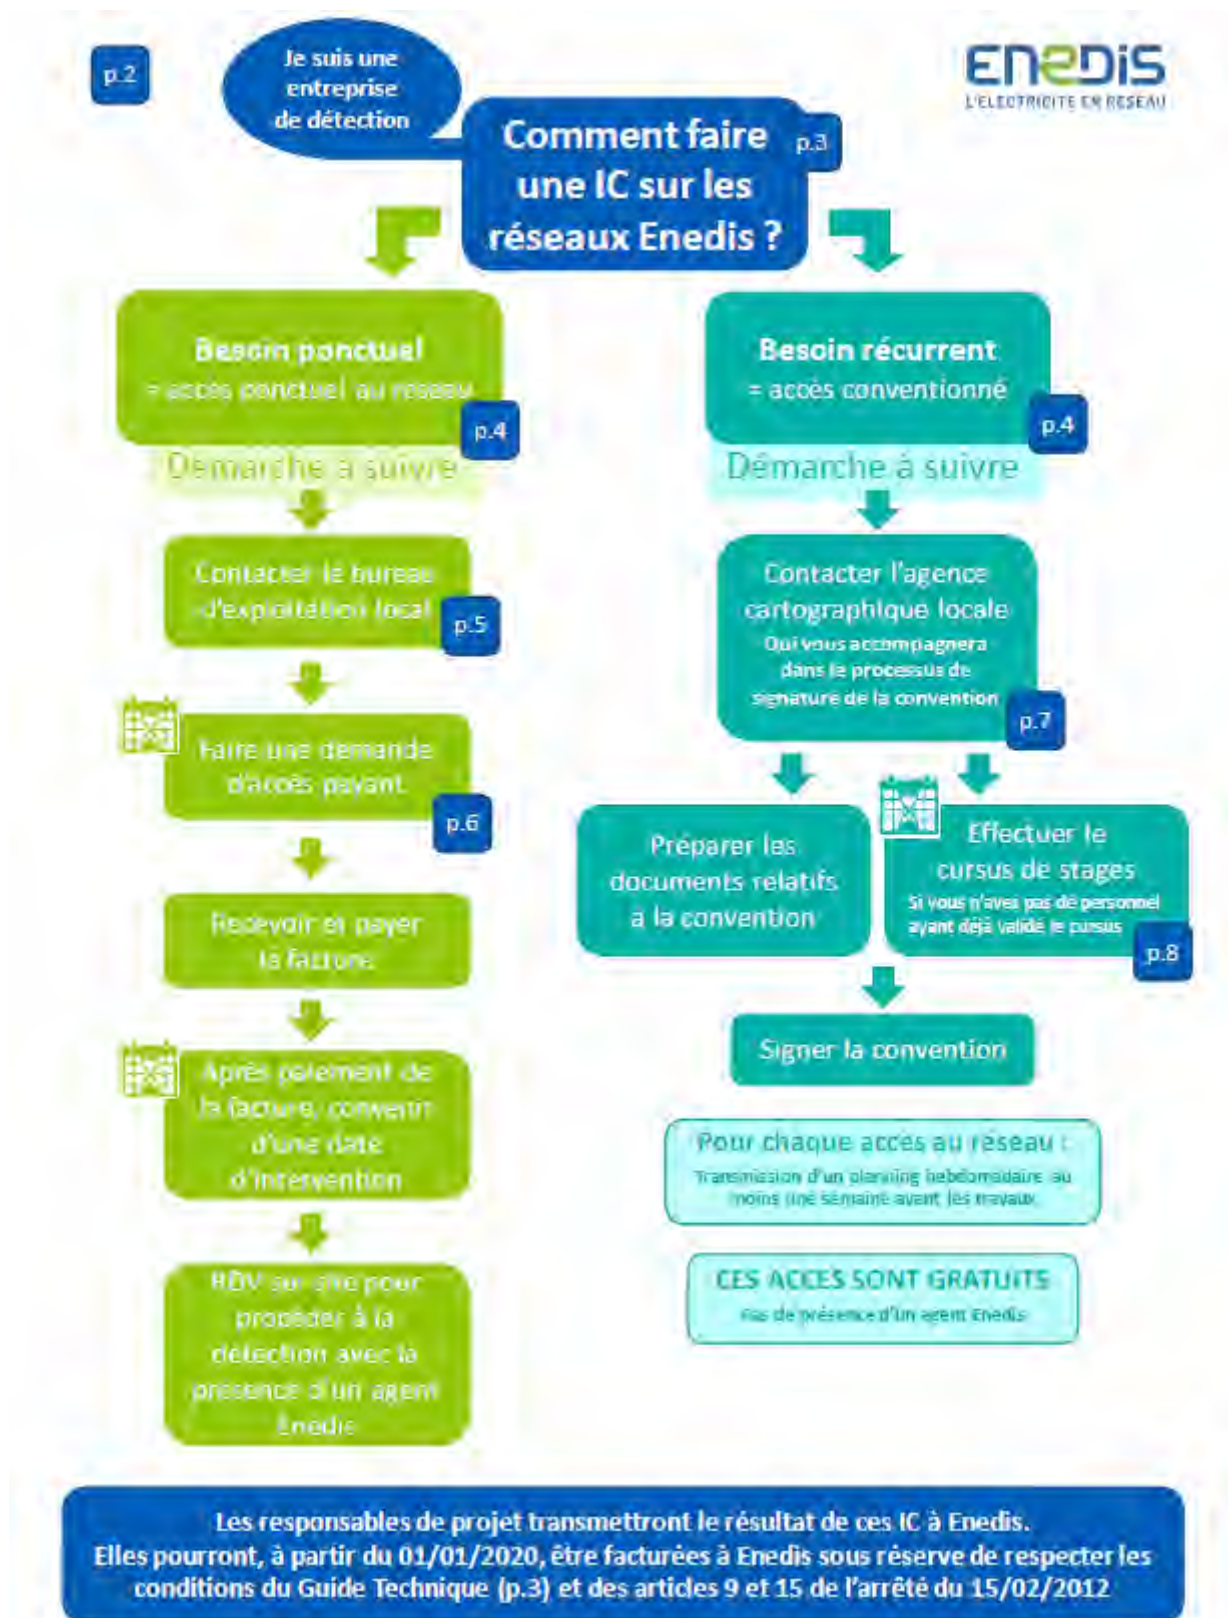 p.2
Je suis une
entreprise
de détection
ENEDIS
L'ELECTRICITE EN RESEAU
Comment faire
une IC sur les
réseaux Enedis ?
p.3
Besoin ponctuel
= accès ponctuel au réseau
p.4
Démarche à suivre
Contacter le bureau
d'exploitation local
p.5
Faire une demande
d'accès payant
p.6
Recevoir et payer
la facture
Après paiement de
la facture, convenir
d'une date
d'intervention
RDV sur site pour
procéder à la
détection avec la
présence d'un agent
Enedis
Besoin récurrent
= accès conventionné
p.4
Démarche à suivre
Contacter l'agence
cartographique locale
Qui vous accompagnera
dans le processus de
signature de la convention
p.7
Préparer les
documents relatifs
à la convention
Effectuer le
cursus de stages
Si vous n'avez pas de personnel
ayant déjà validé le cursus
p.8
Signer la convention
Pour chaque accès au réseau :
Transmission d'un planning hebdomadaire au
moins une semaine avant les travaux
CES ACCES SONT GRATUITS
Pas de présence d'un agent Enedis
Les responsables de projet transmettront le résultat de ces IC à Enedis.
Elles pourront, à partir du 01/01/2020, être facturées à Enedis sous réserve de respecter les
conditions du Guide Technique (p.3) et des articles 9 et 15 de l'arrêté du 15/02/2012